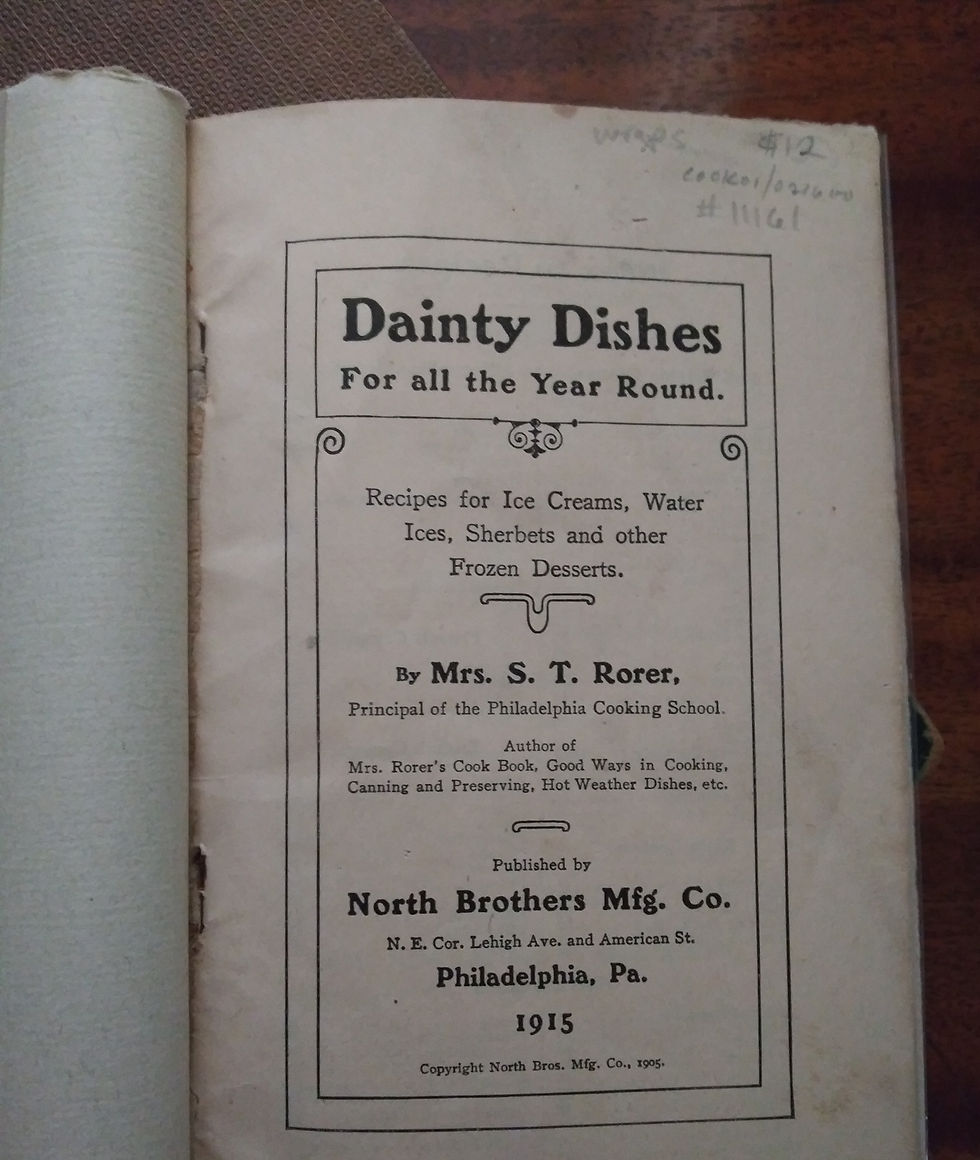 wraps $12
#11161
Dainty Dishes
For all the Year Round.
Recipes for Ice Creams, Water
Ices, Sherbets and other
Frozen Desserts.
By Mrs. S. T. Rorer,
Principal of the Philadelphia Cooking School.
Author of
Mrs. Rorer's Cook Book, Good Ways in Cooking,
Canning and Preserving, Hot Weather Dishes, etc.
Published by
North Brothers Mfg. Co.
N. E. Cor. Lehigh Ave. and American St.
Philadelphia, Pa.
1915
Copyright North Bros. Mfg. Co., 1905.